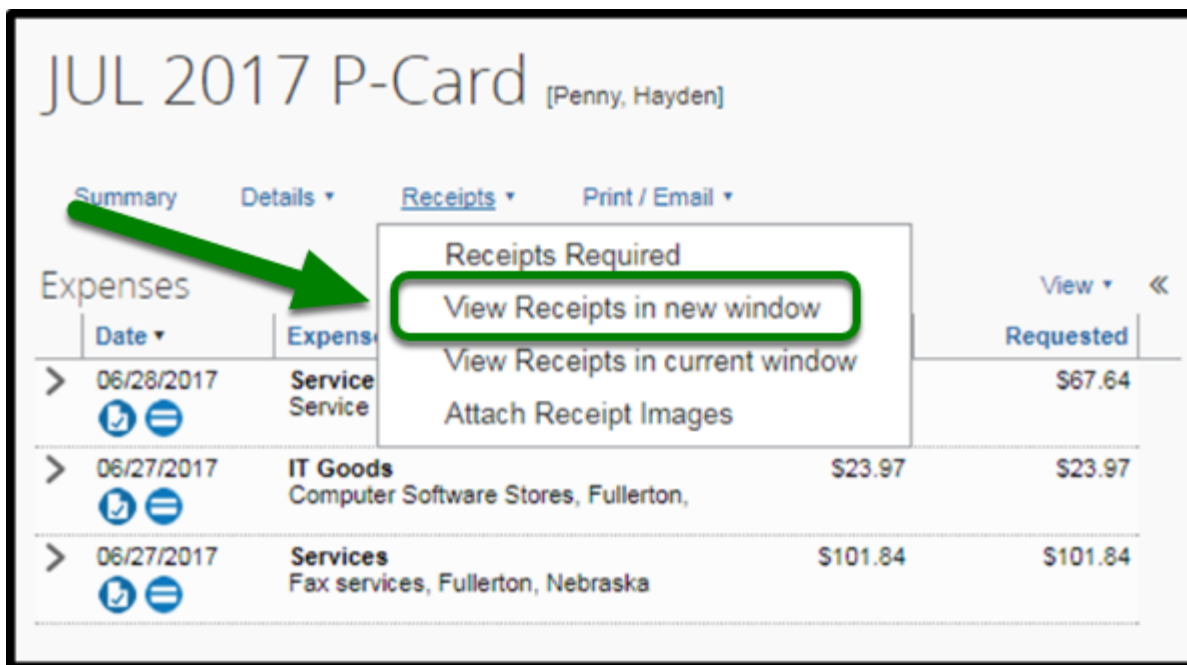 JUL 2017 P-Card [Penny, Hayden]
Summary Details Receipts Print / Email
Receipts Required
Expenses View
View Receipts in new window
Date Requested
View Receipts in current window
06/28/2017 Service $67.64
Service
Attach Receipt Images
06/27/2017 IT Goods $23.97 $23.97
Computer Software Stores, Fullerton,
06/27/2017 Services $101.84 $101.84
Fax services, Fullerton, Nebraska